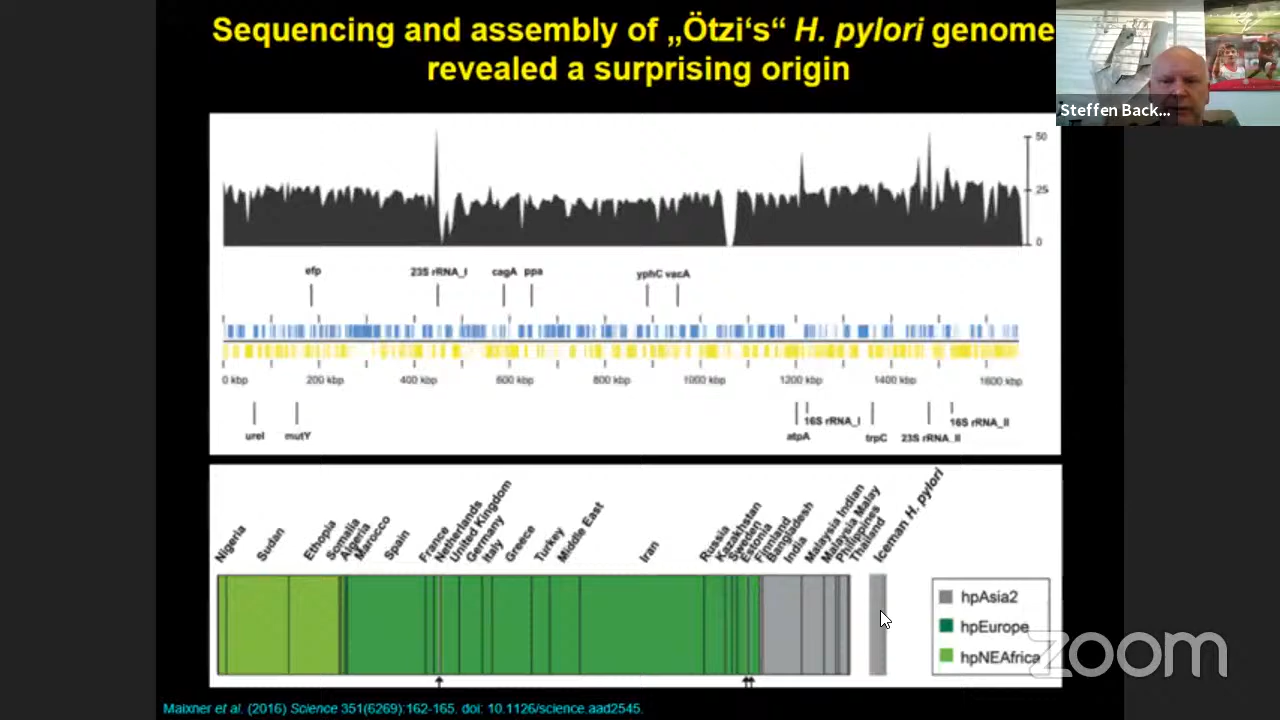 Sequencing and assembly of „Ötzi‘s“ H. pylori genome
revealed a surprising origin
Steffen Back...
50
25
0
efp 23S rRNA_I cagA ppa yphC vacA
0 kbp 200 kbp 400 kbp 600 kbp 800 kbp 1000 kbp 1200 kbp 1400 kbp 1600 kbp
ureI mutY atpA 16S rRNA_I trpC 23S rRNA_II 16S rRNA_II
Nigeria
Sudan
Ethiopia
Somalia
Algeria
Marocco
Spain
France
Netherlands
United Kingdom
Germany
Italy
Greece
Turkey
Middle East
Iran
Russia
Kazakhstan
Sweden
Estonia
Finnland
Bangladesh
India
Malaysia Indian
Malaysia Malay
Philippines
Thailand
Iceman H. pylori
hpAsia2
hpEurope
hpNEAfrica
zoom
Maixner et al. (2016) Science 351(6269):162-165. doi: 10.1126/science.aad2545.